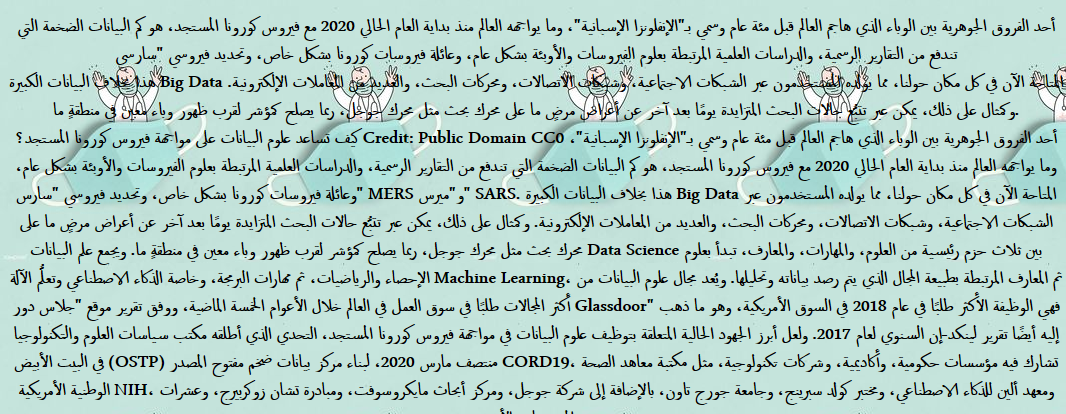 أحد الفروق الجوهرية بين الوباء الذي هاجم العالم قبل مئة عام وسمي بـ"الإنفلونزا الإسبانية"، وما يواجهه العالم منذ بداية العام الحالي 2020 مع فيروس كورونا المستجد، هو كم البيانات الضخمة التي
تندفع من التقارير الرسمية، والدراسات العلمية المرتبطة بعلوم الفيروسات والأوبئة بشكل عام، وعائلة فيروسات كورونا بشكل خاص، وتحديد فيروسي "سارسي
المتاحة الآن في كل مكان حولنا، مما يولده المستخدمون عبر الشبكات الاجتماعية، وشبكات الاتصالات، ومحركات البحث، والعديد من المعاملات الإلكترونية. Big Data هذا بخلاف البيانات الكبيرة
.وكمثال على ذلك، يمكن عبر تتبُّع حالات البحث المتزايدة يومًا بعد آخر عن أعراض مرضٍ ما على محرك بحث مثل محرك جوجل، ربما يصلح كمؤشر لقرب ظهور وباء معين في منطقةٍ ما
أحد الفروق الجوهرية بين الوباء الذي هاجم العالم قبل مئة عام وسمي بـ"الإنفلونزا الإسبانية"، Credit: Public Domain CC0 كيف تساعد علوم البيانات على مواجهة فيروس كورونا المستجد؟
وما يواجهه العالم منذ بداية العام الحالي 2020 مع فيروس كورونا المستجد، هو كم البيانات الضخمة التي تندفع من التقارير الرسمية، والدراسات العلمية المرتبطة بعلوم الفيروسات والأوبئة بشكل عام،
المتاحة الآن في كل مكان حولنا، مما يولده المستخدمون عبر Big Data هذا بخلاف البيانات الكبيرة .SARS "و"ميرس MERS "وعائلة فيروسات كورونا بشكل خاص، وتحديد فيروسي "سارس
الشبكات الاجتماعية، وشبكات الاتصالات، ومحركات البحث، والعديد من المعاملات الإلكترونية. وكمثال على ذلك، يمكن عبر تتبُّع حالات البحث المتزايدة يومًا بعد آخر عن أعراض مرضٍ ما على
بين ثلاث حزم رئيسية من العلوم، والمهارات، والمعارف، تبدأ بعلوم Data Science محرك بحث مثل محرك جوجل، ربما يصلح كمؤشر لقرب ظهور وباء معين في منطقةٍ ما. ويجمع علم البيانات
ثم المعارف المرتبطة بطبيعة المجال الذي يتم رصد بياناته وتحليلها. ويُعد مجال علوم البيانات من ،Machine Learning الإحصاء والرياضيات، ثم مهارات البرمجة، وخاصة الذكاء الاصطناعي وتعلُّم الآلة
فهي الوظيفة الأكثر طلبًا في عام 2018 في السوق الأمريكية، وهو ما ذهب "Glassdoor أكثر المجالات طلبًا في سوق العمل في العالم خلال الأعوام الخمسة الماضية، ووفق تقرير موقع "جلاس دور
إليه أيضًا تقرير لينكد-إن السنوي لعام 2017. ولعل أبرز الجهود الحالية المتعلقة بتوظيف علوم البيانات في مواجهة فيروس كورونا المستجد، التحدي الذي أطلقه مكتب سياسات العلوم والتكنولوجيا
تشارك فيه مؤسسات حكومية، وأكاديمية، وشركات تكنولوجية، مثل مكتبة معاهد الصحة ،CORD19 منتصف مارس 2020، لبناء مركز بيانات ضخم مفتوح المصدر (OSTP) في البيت الأبيض
ومعهد ألين للذكاء الاصطناعي، ومختبر كولد سبرينج، وجامعة جورج تاون، بالإضافة إلى شركة جوجل، ومركز أبحاث مايكروسوفت، ومبادرة تشان زوكربيرج، وعشرات ،NIH الوطنية الأمريكية